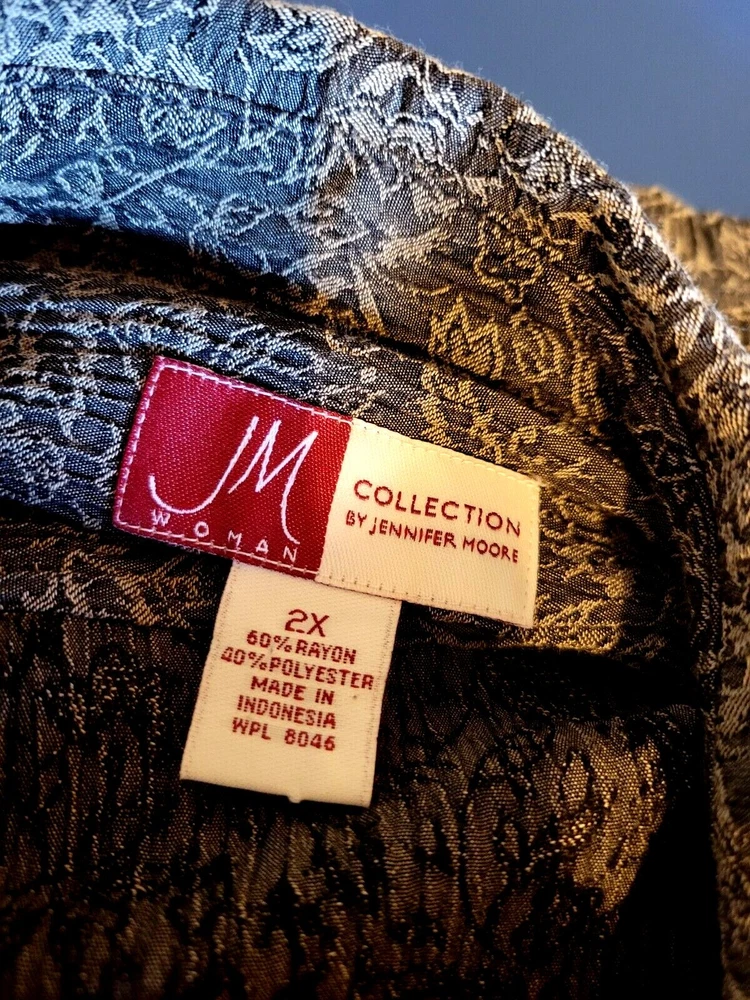 JM
WOMAN
COLLECTION
BY JENNIFER MOORE
2X
60%RAYON
40%POLYESTER
MADE IN
INDONESIA
WPL 8046